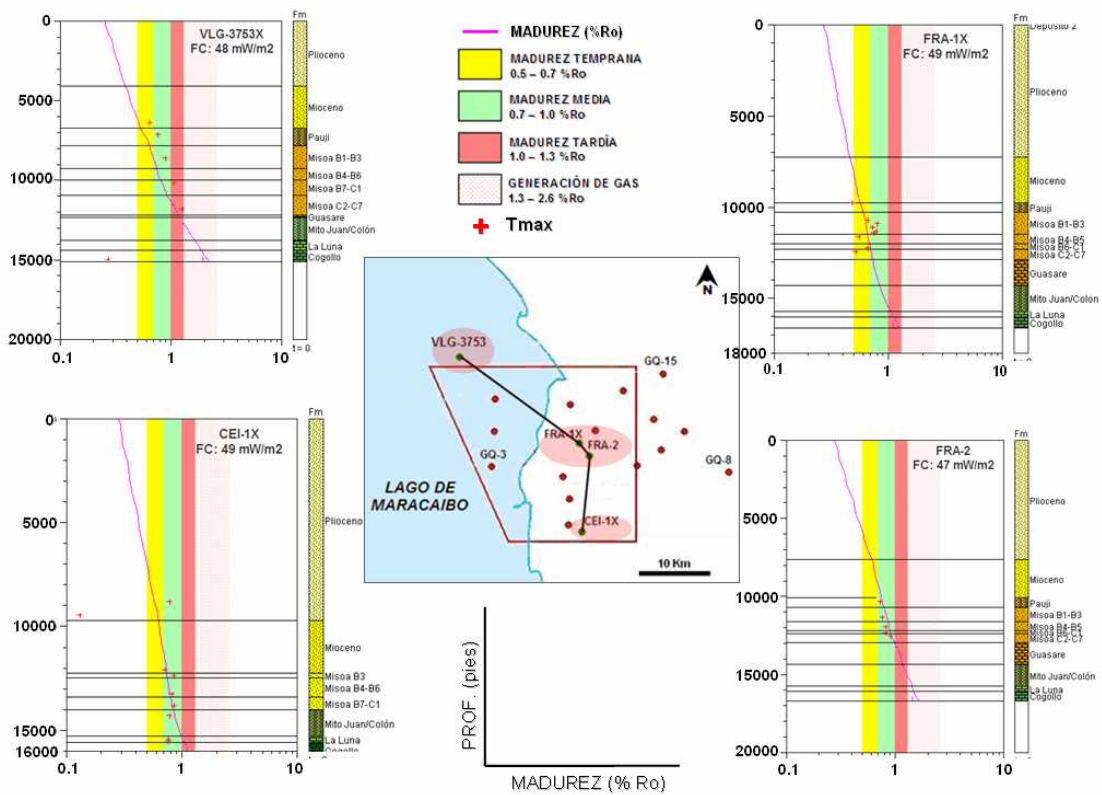 VLG-3753X
FC: 48 mW/m2
0
5000
10000
15000
20000
0.1
1
10
Fm
Plioceno
Mioceno
Pauji
Misoa B1-B3
Misoa B4-B6
Misoa B7-C1
Misoa C2-C7
Guasare
Mito Juan/Colón
La Luna
Cogollo
t = 0
MADUREZ (%Ro)
MADUREZ TEMPRANA
0.5 – 0.7 %Ro
MADUREZ MEDIA
0.7 – 1.0 %Ro
MADUREZ TARDÍA
1.0 – 1.3 %Ro
GENERACIÓN DE GAS
1.3 – 2.6 %Ro
Tmax
FRA-1X
FC: 49 mW/m2
0
5000
10000
15000
18000
0.1
1
10
Fm
Deposito 2
Plioceno
Mioceno
Pauji
Misoa B1-B3
Misoa B4-B5
Misoa B6-C1
Misoa C2-C7
Guasare
Mito Juan/Colon
La Luna
Cogollo
N
VLG-3753
GQ-15
FRA-1X
FRA-2
GQ-3
GQ-8
LAGO DE
MARACAIBO
CEI-1X
10 Km
CEI-1X
FC: 49 mW/m2
0
5000
10000
15000
16000
0.1
1
10
Fm
Plioceno
Mioceno
Misoa B3
Misoa B4-B6
Misoa B7-C1
Mito Juan/Colón
La Luna
Cogollo
PROF. (pies)
MADUREZ (% Ro)
FRA-2
FC: 47 mW/m2
0
5000
10000
15000
20000
0.1
1
10
Fm
Plioceno
Mioceno
Pauji
Misoa B1-B3
Misoa B4-B5
Misoa B6-C1
Misoa C2-C7
Guasare
Mito Juan/Colón
La Luna
Cogollo